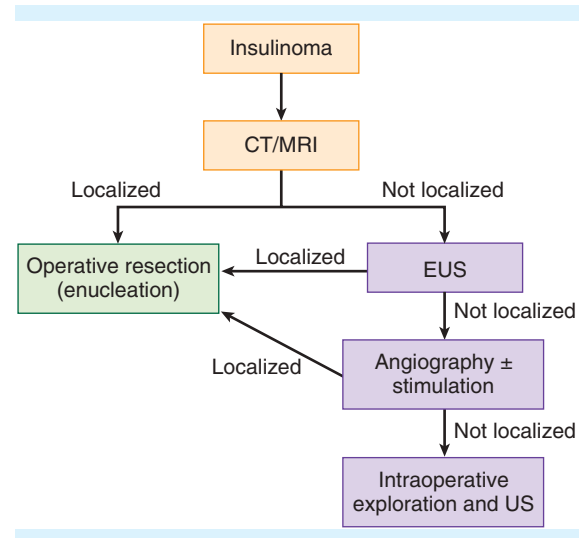 Insulinoma
CT/MRI
Localized
Not localized
Operative resection
(enucleation)
Localized
EUS
Not localized
Localized
Angiography ±
stimulation
Not localized
Intraoperative
exploration and US